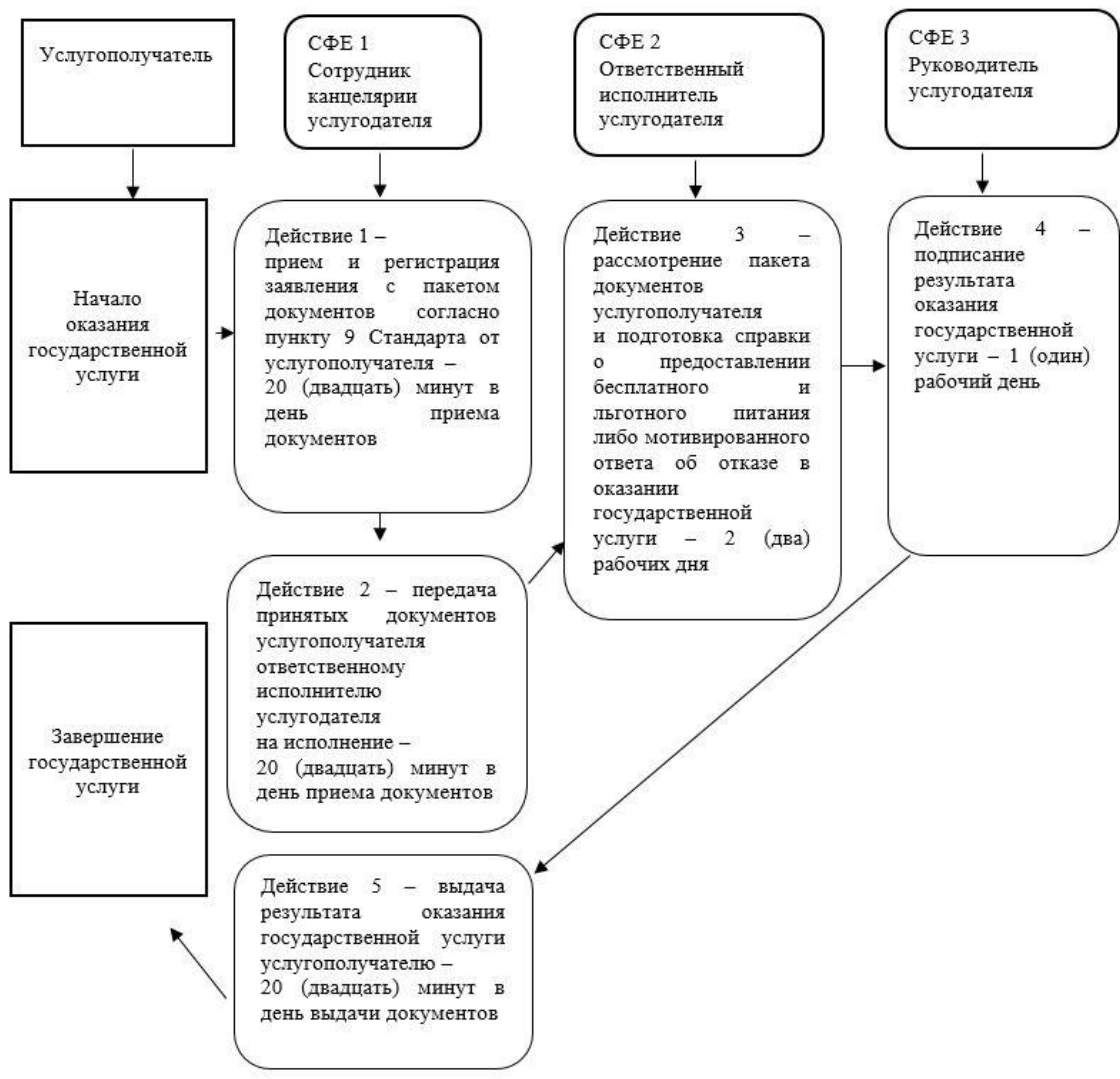 Услугополучатель
СФЕ 1
Сотрудник
канцелярии
услугодателя
СФЕ 2
Ответственный
исполнитель
услугодателя
СФЕ 3
Руководитель
услугодателя
Начало
оказания
государственной
услуги
Действие 1 –
прием и регистрация
заявления с пакетом
документов согласно
пункту 9 Стандарта от
услугополучателя –
20 (двадцать) минут в
день приема
документов
Действие 2 – передача
принятых документов
услугополучателя
ответственному
исполнителю
услугодателя
на исполнение –
20 (двадцать) минут в
день приема документов
Действие 3 –
рассмотрение пакета
документов
услугополучателя
и подготовка справки
о предоставлении
бесплатного и
льготного питания
либо мотивированного
ответа об отказе в
оказании
государственной
услуги – 2 (два)
рабочих дня
Действие 4 –
подписание
результата
оказания
государственной
услуги – 1 (один)
рабочий день
Действие 5 – выдача
результата оказания
государственной услуги
услугополучателю –
20 (двадцать) минут в
день выдачи документов
Завершение
государственной
услуги